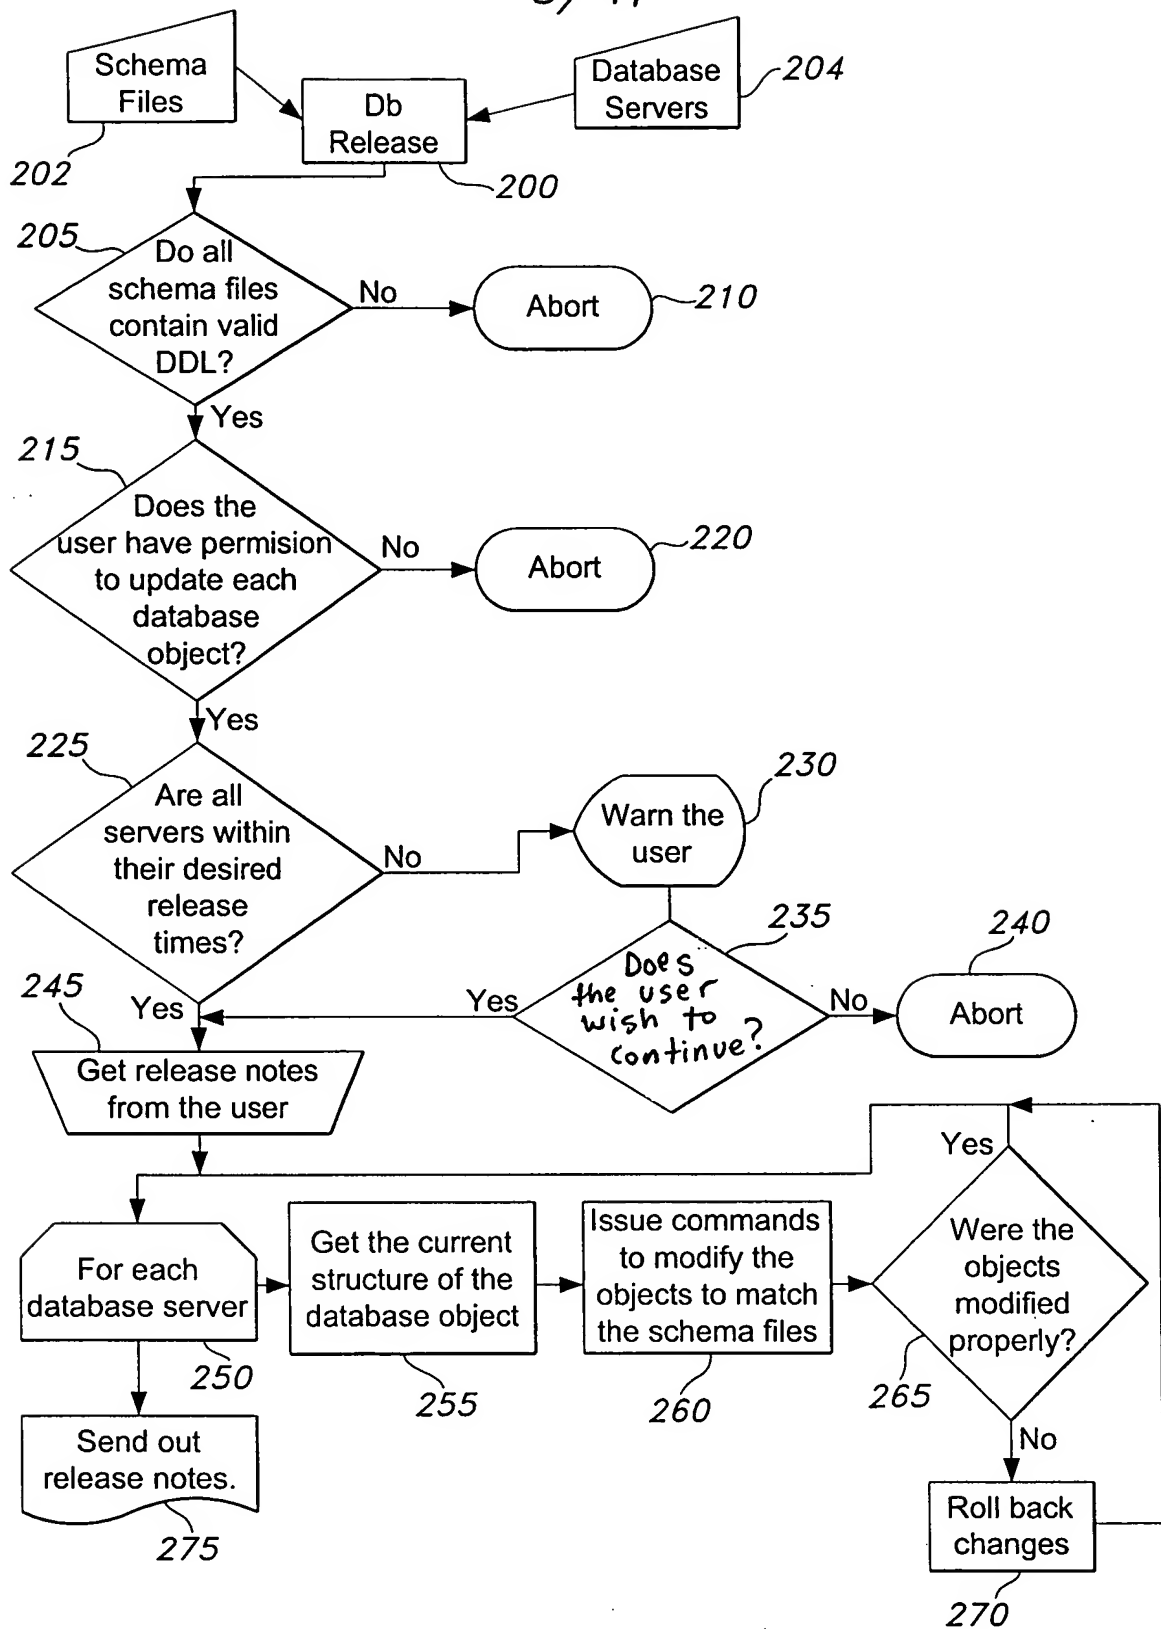 Schema
Files
202
Db
Release
200
Database
Servers
204
205
Do all
schema files
contain valid
DDL?
No
Abort
210
Yes
215
Does the
user have permision
to update each
database
object?
No
Abort
220
Yes
225
Are all
servers within
their desired
release
times?
No
Warn the
user
230
235
Does
the user
wish to
continue?
Yes
No
Abort
240
Yes
245
Get release notes
from the user
For each
database server
250
Get the current
structure of the
database object
255
Issue commands
to modify the
objects to match
the schema files
260
Yes
Were the
objects
modified
properly?
265
No
Roll back
changes
270
Send out
release notes.
275